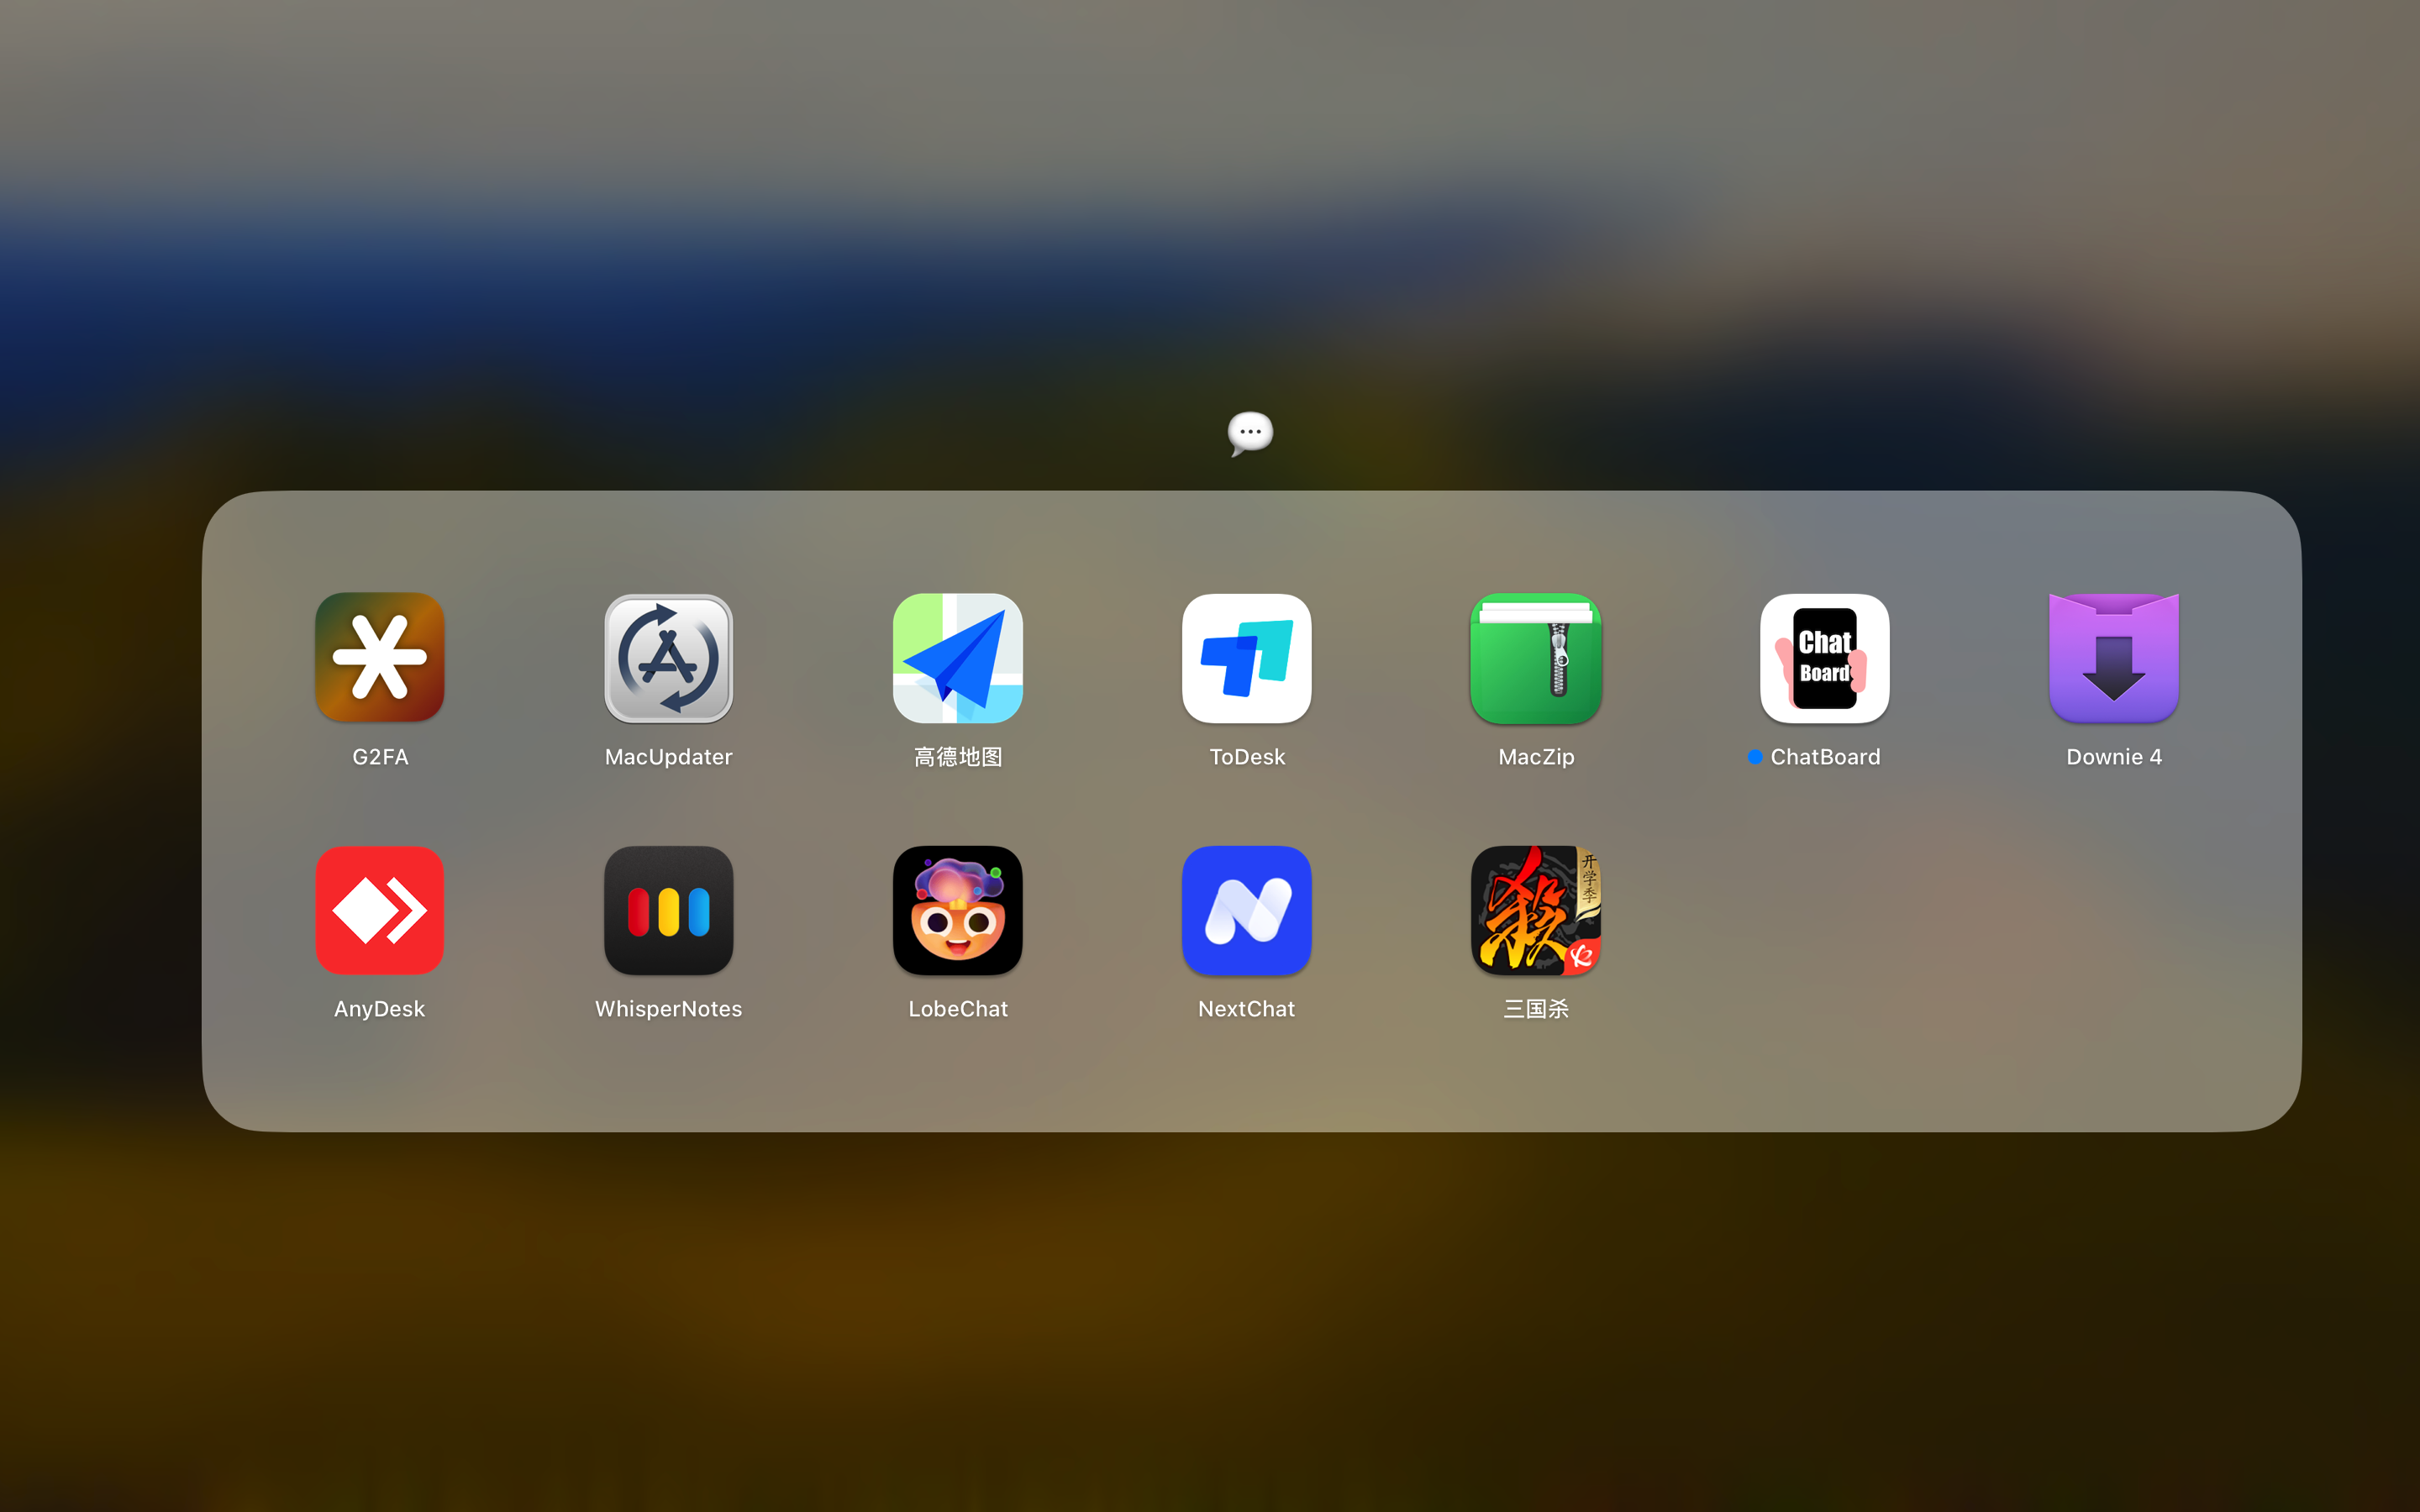 G2FA
MacUpdater
高德地图
ToDesk
MacZip
Chat
Board
ChatBoard
Downie 4
开学季
杀
AnyDesk
WhisperNotes
LobeChat
NextChat
三国杀